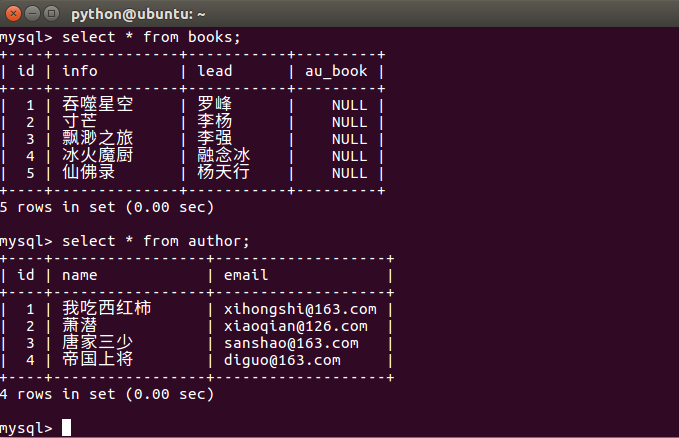 python@ubuntu: ~
mysql> select * from books;
+----+--------------+-----------+---------+
| id | info | lead | au_book |
+----+--------------+-----------+---------+
| 1 | 吞噬星空 | 罗峰 | NULL |
| 2 | 寸芒 | 李杨 | NULL |
| 3 | 飘渺之旅 | 李强 | NULL |
| 4 | 冰火魔厨 | 融念冰 | NULL |
| 5 | 仙佛录 | 杨天行 | NULL |
+----+--------------+-----------+---------+
5 rows in set (0.00 sec)
mysql> select * from author;
+----+-----------------+-------------------+
| id | name | email |
+----+-----------------+-------------------+
| 1 | 我吃西红柿 | xihongshi@163.com |
| 2 | 萧潜 | xiaoqian@126.com |
| 3 | 唐家三少 | sanshao@163.com |
| 4 | 帝国上将 | diguo@163.com |
+----+-----------------+-------------------+
4 rows in set (0.00 sec)
mysql>